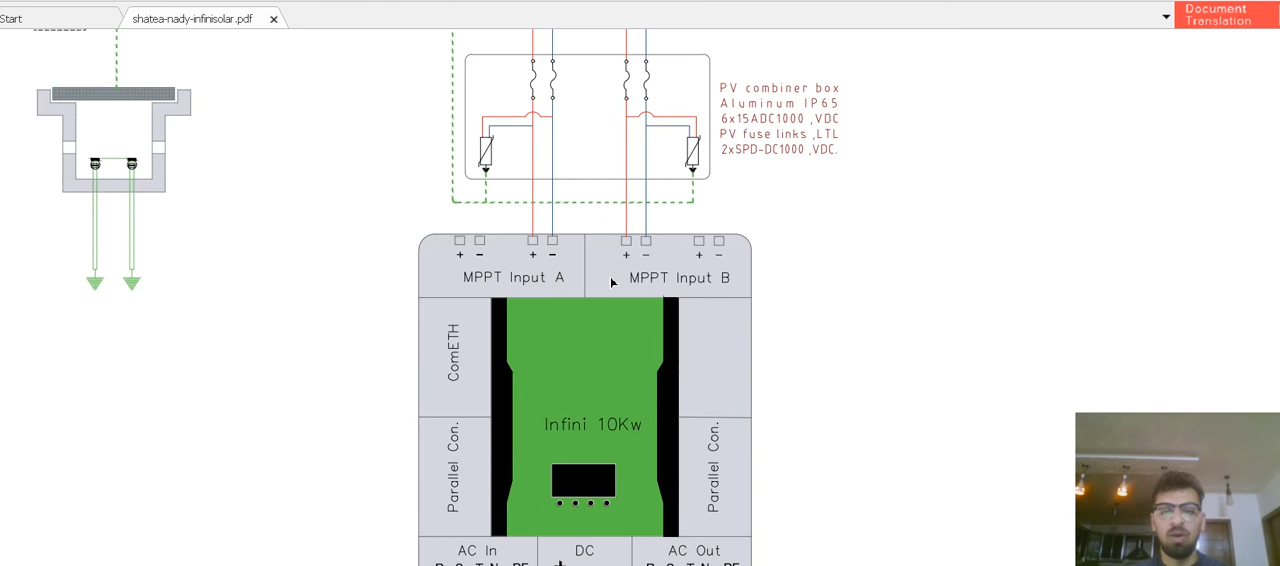 Start
shatea-nady-infinisolar.pdf ×
Document
Translation
PV combiner box
Aluminum IP65
6x15ADC1000 ,VDC
PV fuse links ,LTL
2xSPD-DC1000 ,VDC.
+ − + − + − + −
MPPT Input A MPPT Input B
ComETH
Infini 10Kw
Parallel Con. Parallel Con.
AC In DC AC Out